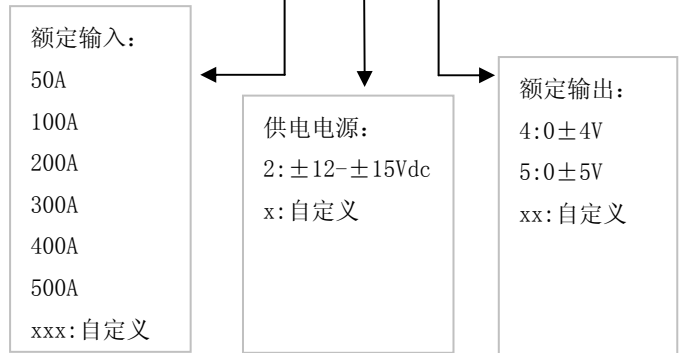 额定输入：
50A
100A
200A
300A
400A
500A
xxx:自定义
供电电源：
2:±12-±15Vdc
x:自定义
额定输出：
4:0±4V
5:0±5V
xx:自定义